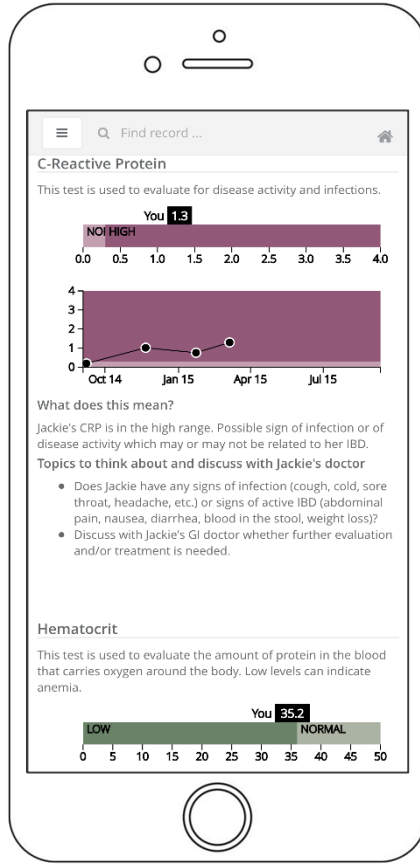 Find record ...
C-Reactive Protein
This test is used to evaluate for disease activity and infections.
You 1.3
NOI HIGH
0.0 0.5 1.0 1.5 2.0 2.5 3.0 3.5 4.0
4
3
2
1
0
Oct 14 Jan 15 Apr 15 Jul 15
What does this mean?
Jackie's CRP is in the high range. Possible sign of infection or of
disease activity which may or may not be related to her IBD.
Topics to think about and discuss with Jackie's doctor
• Does Jackie have any signs of infection (cough, cold, sore
throat, headache, etc.) or signs of active IBD (abdominal
pain, nausea, diarrhea, blood in the stool, weight loss)?
• Discuss with Jackie's GI doctor whether further evaluation
and/or treatment is needed.
Hematocrit
This test is used to evaluate the amount of protein in the blood
that carries oxygen around the body. Low levels can indicate
anemia.
You 35.2
LOW NORMAL
0 5 10 15 20 25 30 35 40 45 50